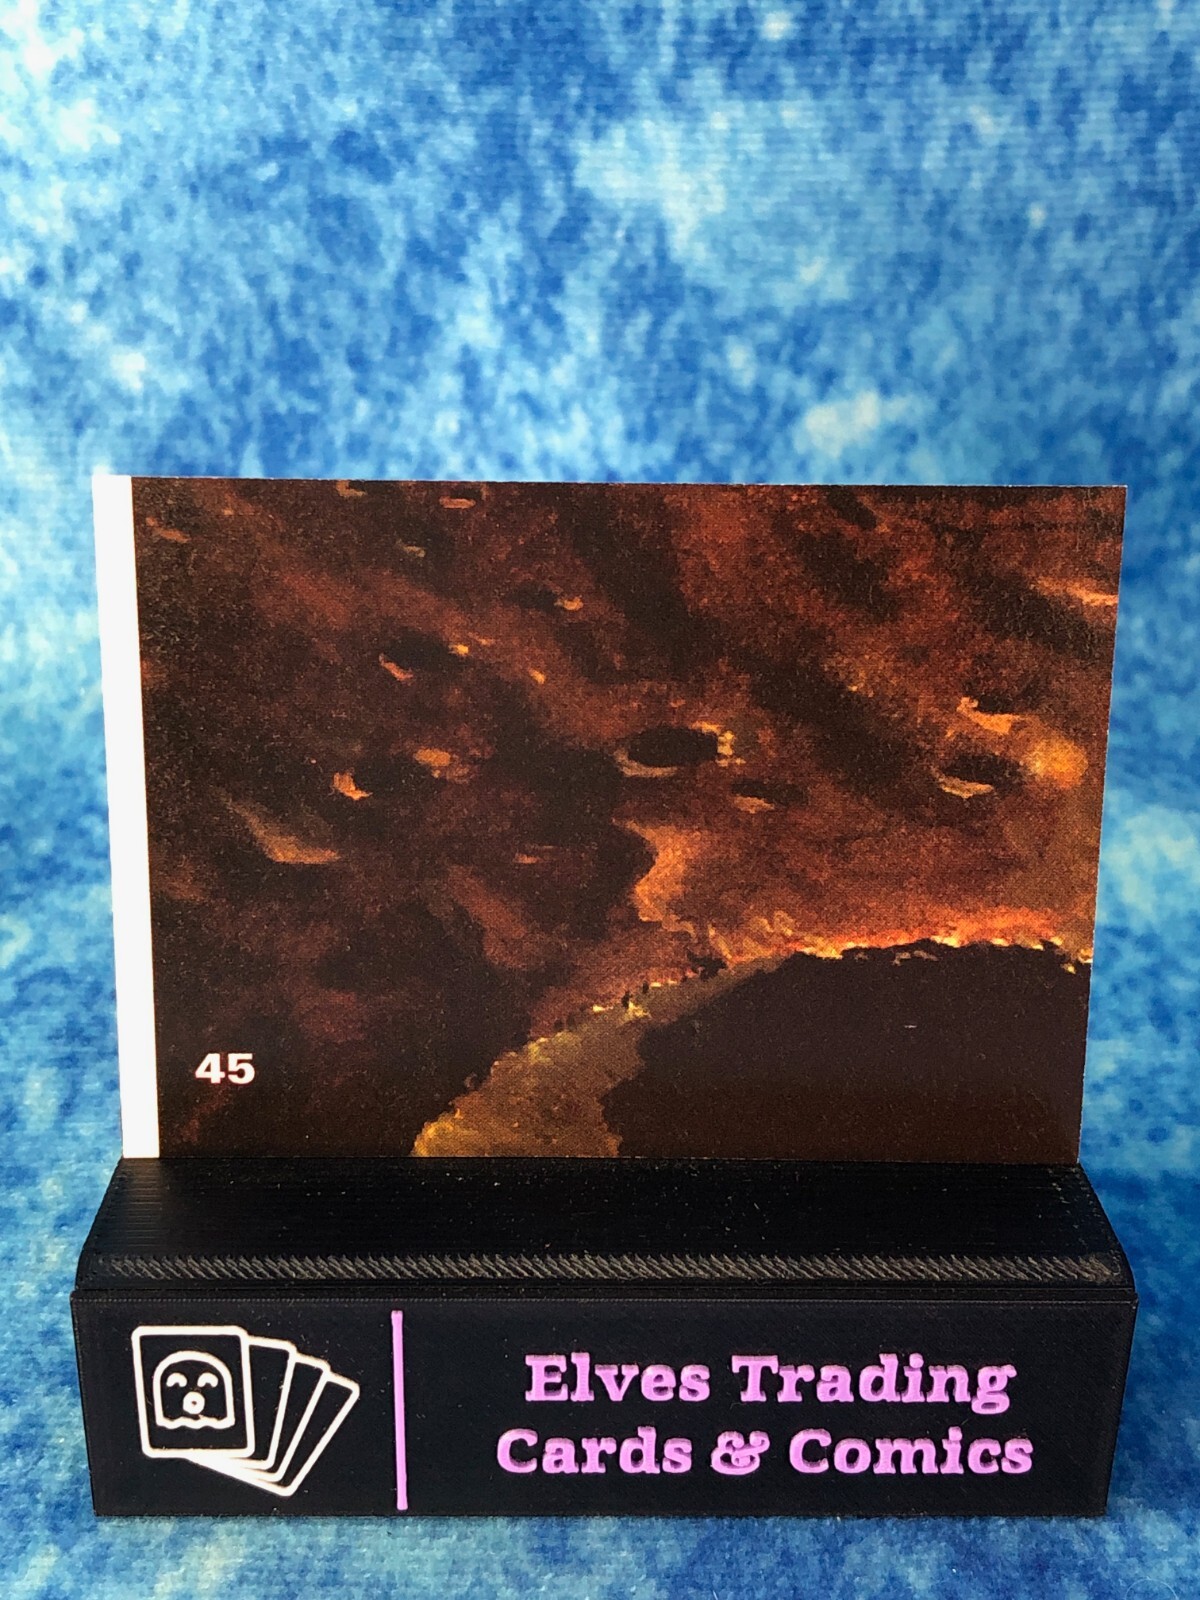 45
Elves Trading
Cards & Comics